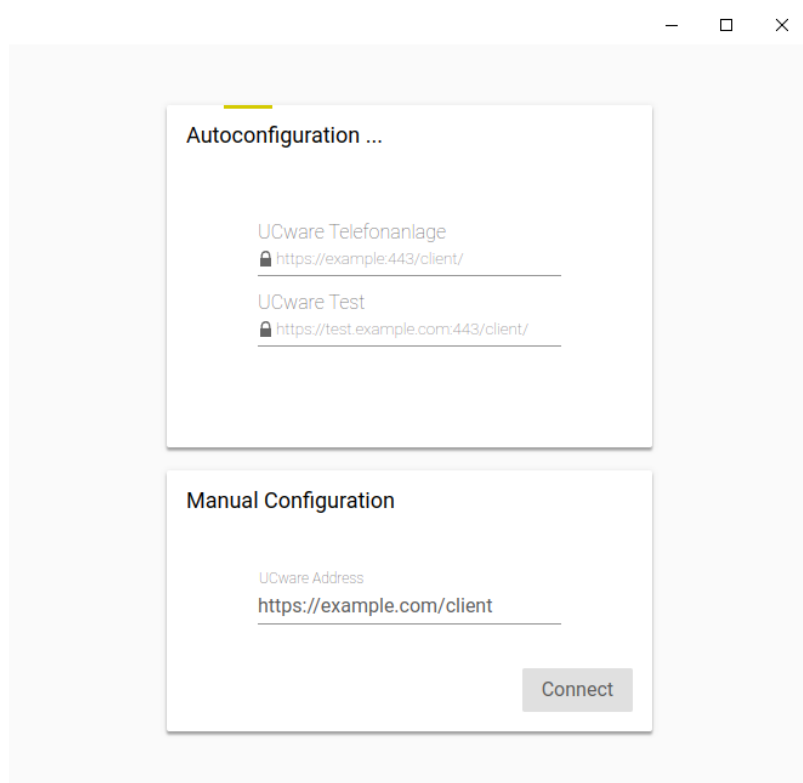 Autoconfiguration ...
UCware Telefonanlage
https://example:443/client/
UCware Test
https://test.example.com:443/client/
Manual Configuration
UCware Address
https://example.com/client
Connect